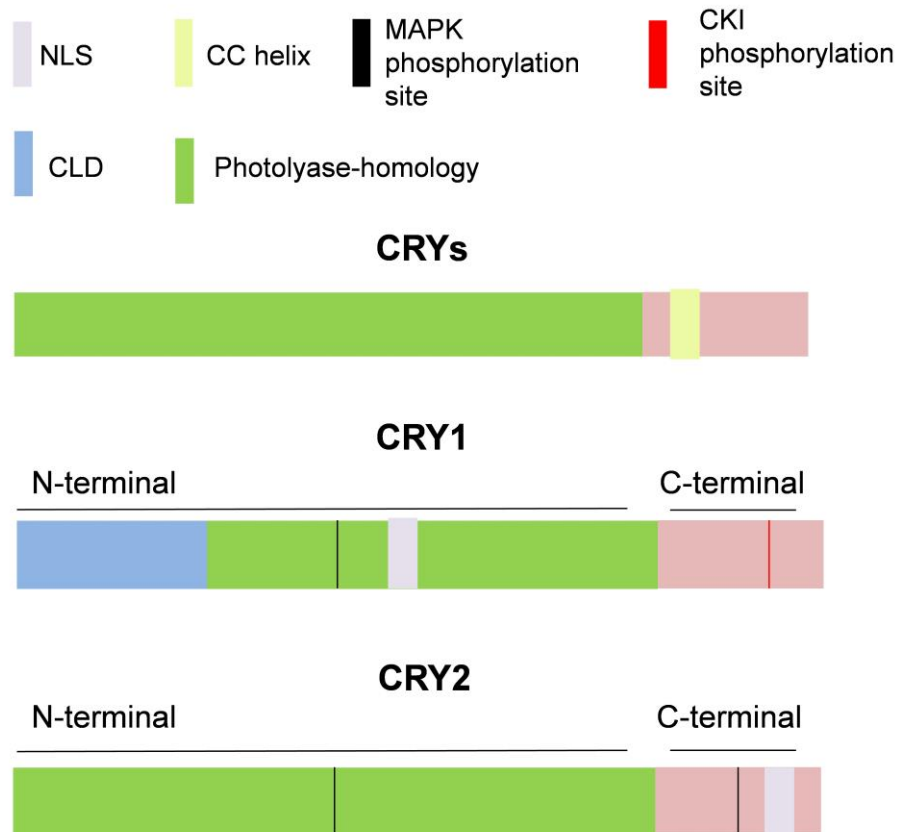 NLS
CC helix
MAPK
phosphorylation
site
CKI
phosphorylation
site
CLD
Photolyase-homology
CRYs
CRY1
N-terminal
C-terminal
CRY2
N-terminal
C-terminal